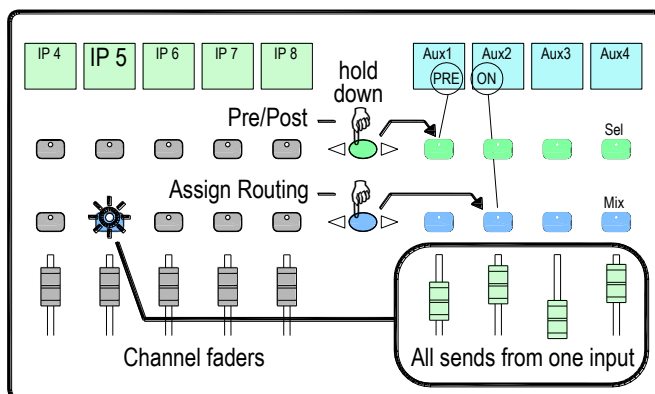 IP 4 IP 5 IP 6 IP 7 IP 8 Aux1 Aux2 Aux3 Aux4
PRE ON
hold
down
Pre/Post
Sel
Assign Routing
Mix
Channel faders
All sends from one input